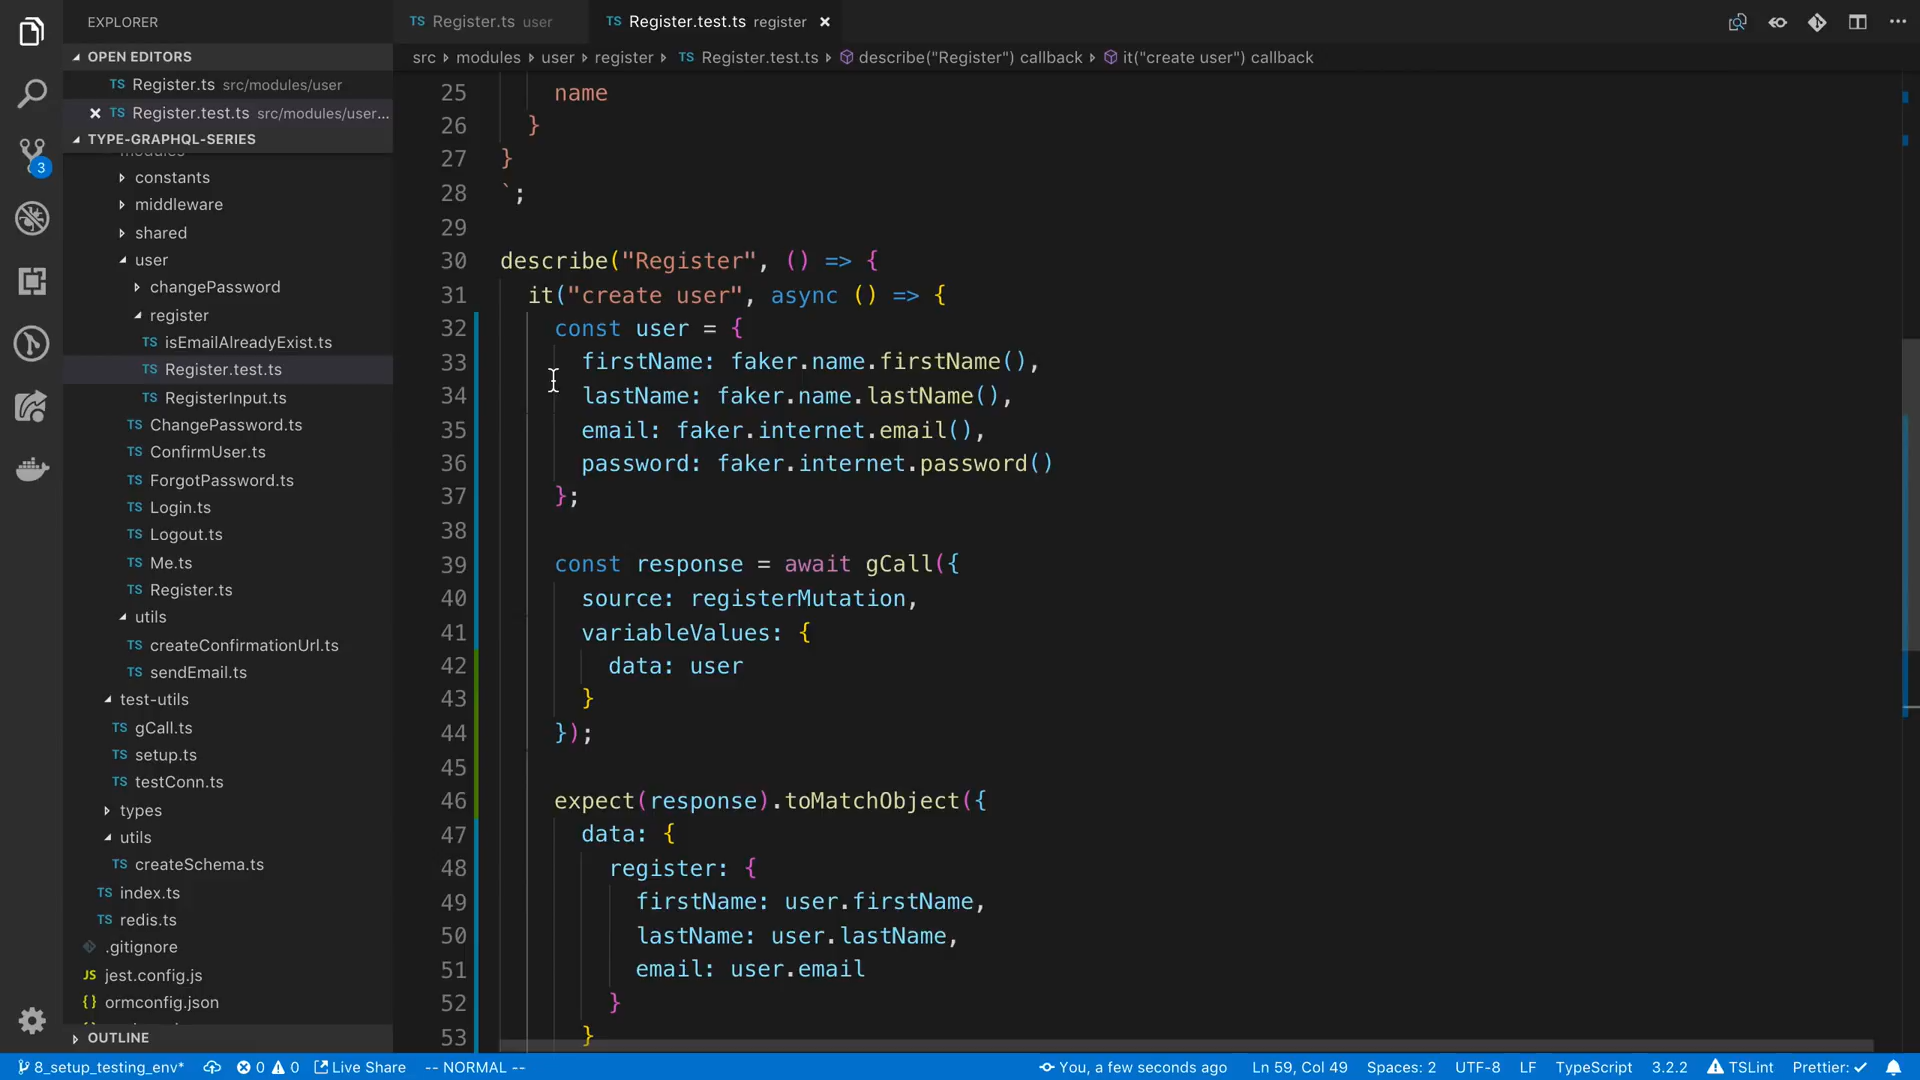 EXPLORER
OPEN EDITORS
TS Register.ts src/modules/user
TS Register.test.ts src/modules/user...
TYPE-GRAPHQL-SERIES
modules
constants
middleware
shared
user
changePassword
register
TS isEmailAlreadyExist.ts
TS Register.test.ts
TS RegisterInput.ts
TS ChangePassword.ts
TS ConfirmUser.ts
TS ForgotPassword.ts
TS Login.ts
TS Logout.ts
TS Me.ts
TS Register.ts
utils
TS createConfirmationUrl.ts
TS sendEmail.ts
test-utils
TS gCall.ts
TS setup.ts
TS testConn.ts
types
utils
TS createSchema.ts
TS index.ts
TS redis.ts
.gitignore
JS jest.config.js
{} ormconfig.json
OUTLINE
3
TS Register.ts user
TS Register.test.ts register
src modules user register TS Register.test.ts describe("Register") callback it("create user") callback
25 name
26 }
27 }
28 `;
29
30 describe("Register", () => {
31 it("create user", async () => {
32 const user = {
33 firstName: faker.name.firstName(),
34 lastName: faker.name.lastName(),
35 email: faker.internet.email(),
36 password: faker.internet.password()
37 };
38
39 const response = await gCall({
40 source: registerMutation,
41 variableValues: {
42 data: user
43 }
44 });
45
46 expect(response).toMatchObject({
47 data: {
48 register: {
49 firstName: user.firstName,
50 lastName: user.lastName,
51 email: user.email
52 }
53 }
8_setup_testing_env* 0 0 Live Share -- NORMAL -- You, a few seconds ago Ln 59, Col 49 Spaces: 2 UTF-8 LF TypeScript 3.2.2 TSLint Prettier: ✓